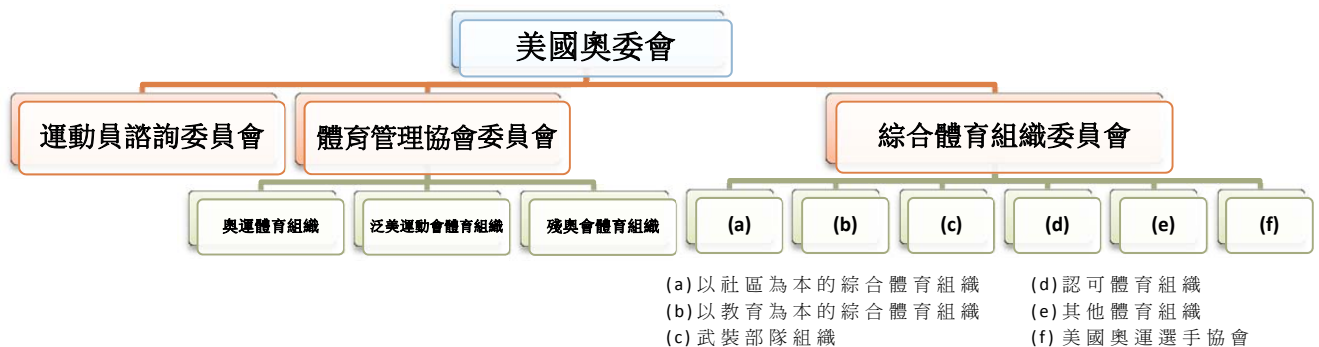 美國奧委會
運動員諮詢委員會
體育管理協會委員會
綜合體育組織委員會
奧運體育組織
泛美運動會體育組織
殘奧會體育組織
(a)
(b)
(c)
(d)
(e)
(f)
(a)以社區為本的綜合體育組織
(b)以教育為本的綜合體育組織
(c)武裝部隊組織
(d)認可體育組織
(e)其他體育組織
(f)美國奧運選手協會